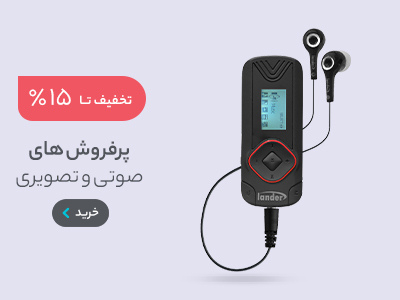 تخفیف تا ۱۵%
پرفروش های
صوتی و تصویری
خرید
lander